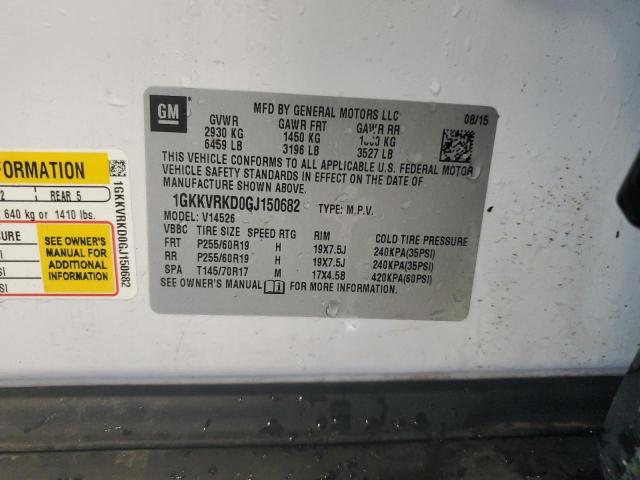 GM
MFD BY GENERAL MOTORS LLC
08/15
GVWR GAWR FRT GAWR RR
2930 KG 1450 KG KG
6459 LB 3196 LB 3527 LB
THIS VEHICLE CONFORMS TO ALL APPLICABLE U.S. FEDERAL MOTOR
VEHICLE SAFETY STANDARDS IN EFFECT ON THE DATE OF
MANUFACTURE SHOWN ABOVE.
1GKKVRKD0GJ150682 TYPE: M.P.V.
MODEL: V14526
VBBC TIRE SIZE SPEED RTG RIM COLD TIRE PRESSURE
FRT P255/60R19 H 19X7.5J 240KPA(35PSI)
RR P255/60R19 H 19X7.5J 240KPA(35PSI)
SPA T145/70R17 M 17X4.5B 420KPA(60PSI)
SEE OWNER'S MANUAL FOR MORE INFORMATION.
FORMATION
2 REAR 5
640 kg or 1410 lbs.
SURE
SEE OWNER'S
MANUAL FOR
ADDITIONAL
INFORMATION
SI
SI
SI
1GKKVRKD0GJ150682